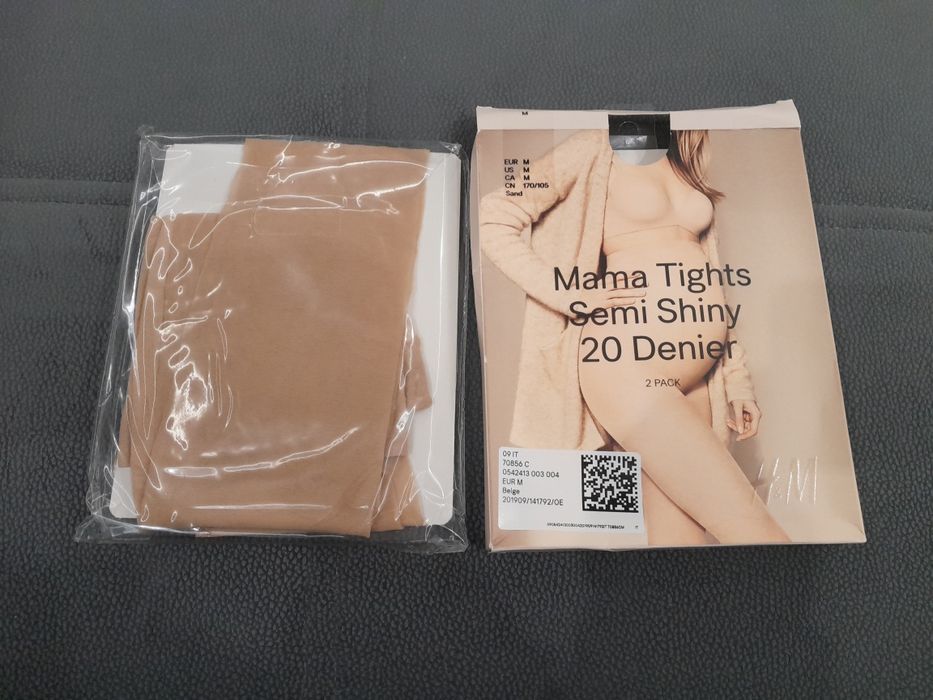 M
EUR M
US M
CA M
CN 170/105
Sand
Mama Tights
Semi Shiny
20 Denier
2 PACK
09 IT
70856 C
0542413 003 004
EUR M
Beige
201909/141792/OE
IT
H&M